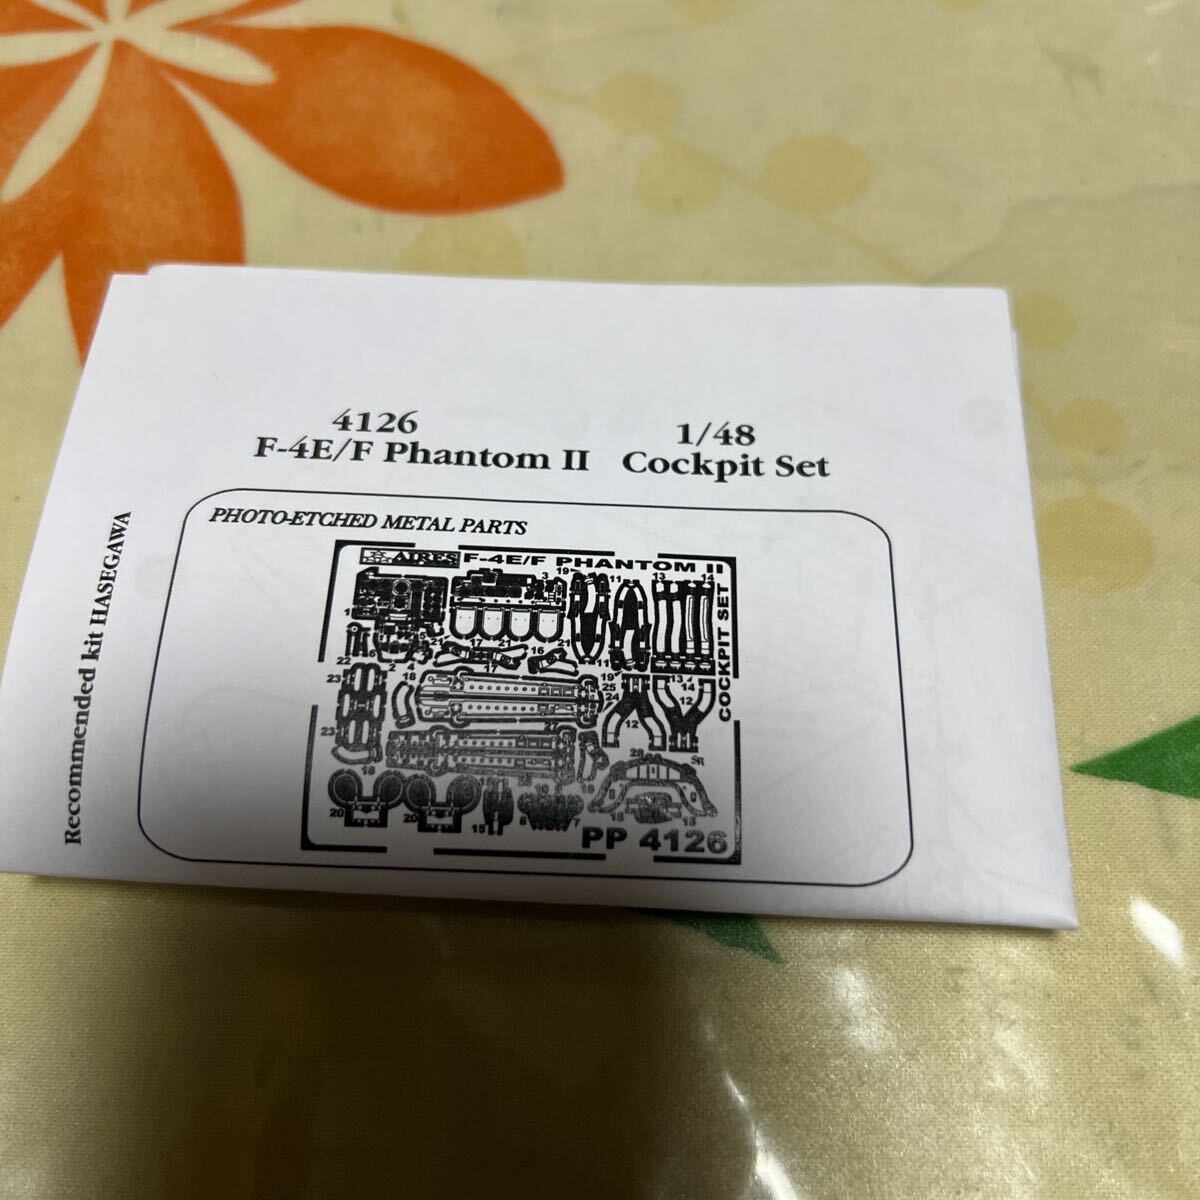 4126
1/48
F-4E/F Phantom II Cockpit Set
Recommended kit HASEGAWA
PHOTO-ETCHED METAL PARTS
AIRES F-4E/F PHANTOM II
COCKPIT SET
PP 4126